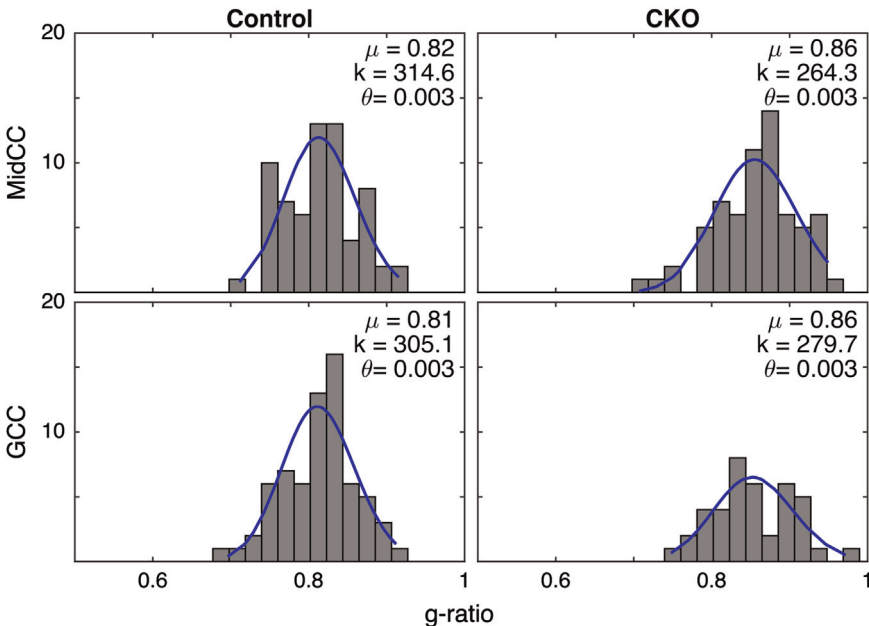 Control
CKO
20
μ = 0.82
k = 314.6
θ= 0.003
μ = 0.86
k = 264.3
θ= 0.003
MidCC
10
20
μ = 0.81
k = 305.1
θ= 0.003
μ = 0.86
k = 279.7
θ= 0.003
GCC
10
0.6 0.8 1 0.6 0.8 1
g-ratio